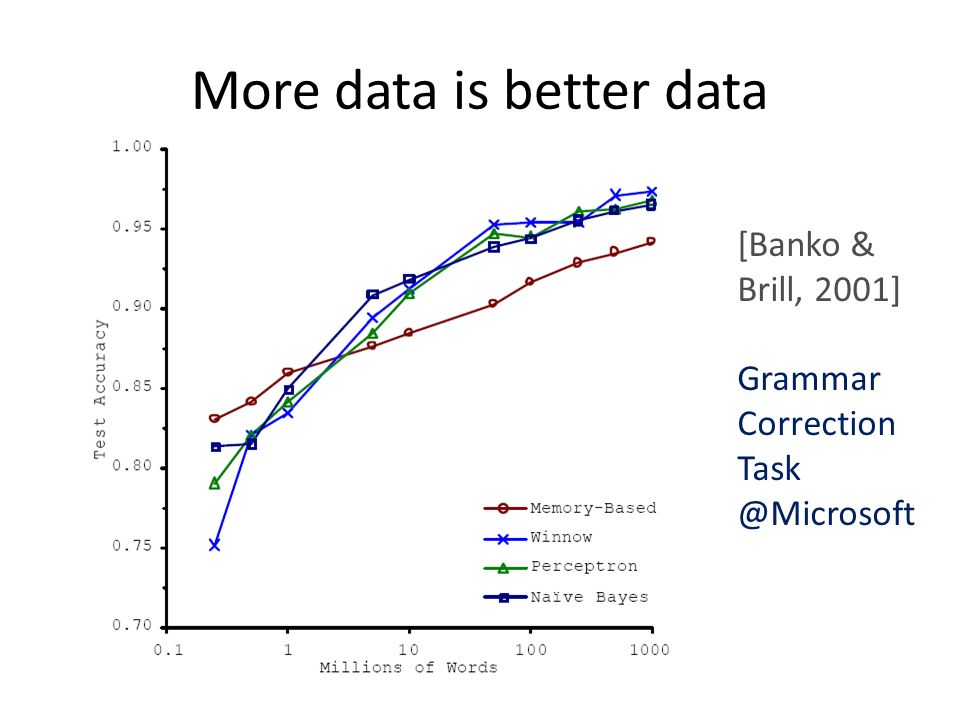 More data is better data
1.00
0.95
0.90
0.85
0.80
0.75
0.70
Test Accuracy
0.1 1 10 100 1000
Millions of Words
Memory-Based
Winnow
Perceptron
Naïve Bayes
[Banko &
Brill, 2001]
Grammar
Correction
Task
@Microsoft